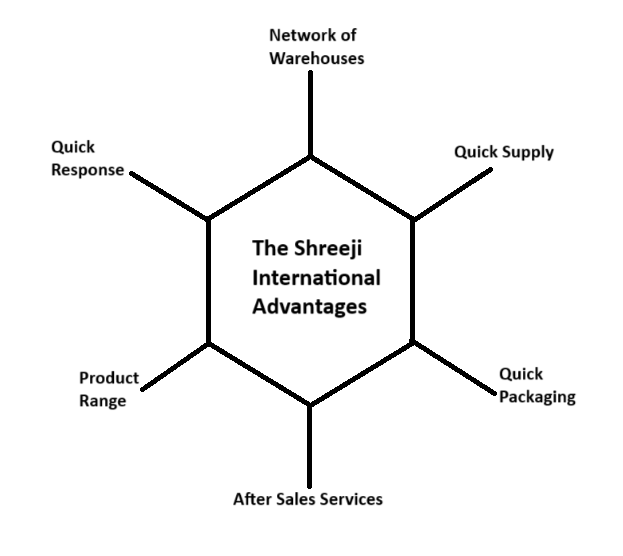 Network of
Warehouses
Quick
Response
Quick Supply
The Shreeji
International
Advantages
Product
Range
Quick
Packaging
After Sales Services